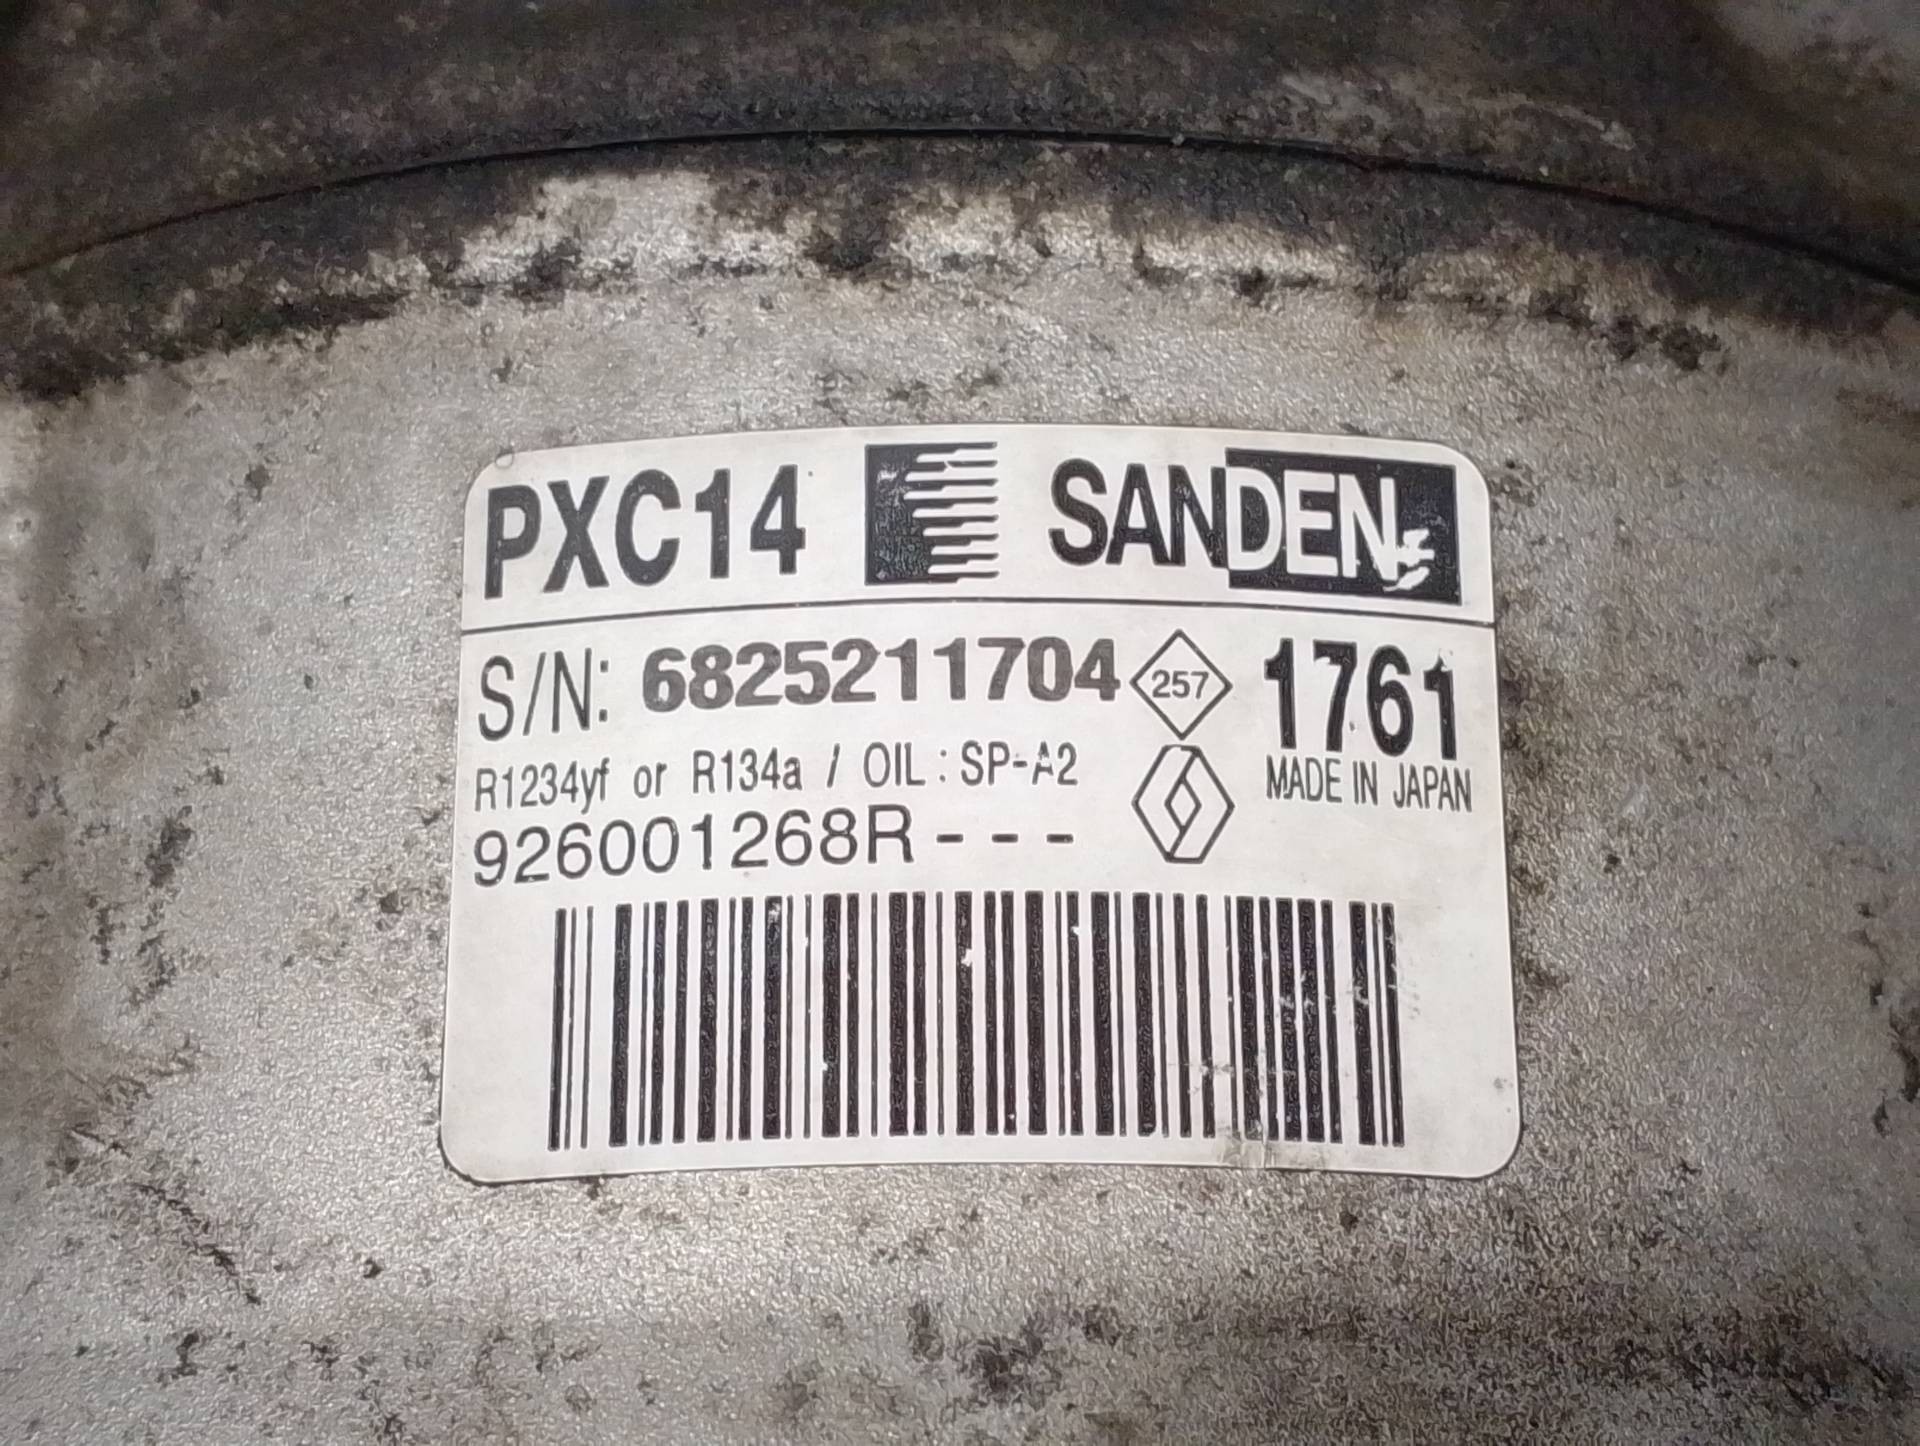 PXC14 SANDEN
S/N: 6825211704 257 1761
R1234yf or R134a / OIL : SP-A2 MADE IN JAPAN
926001268R - - -